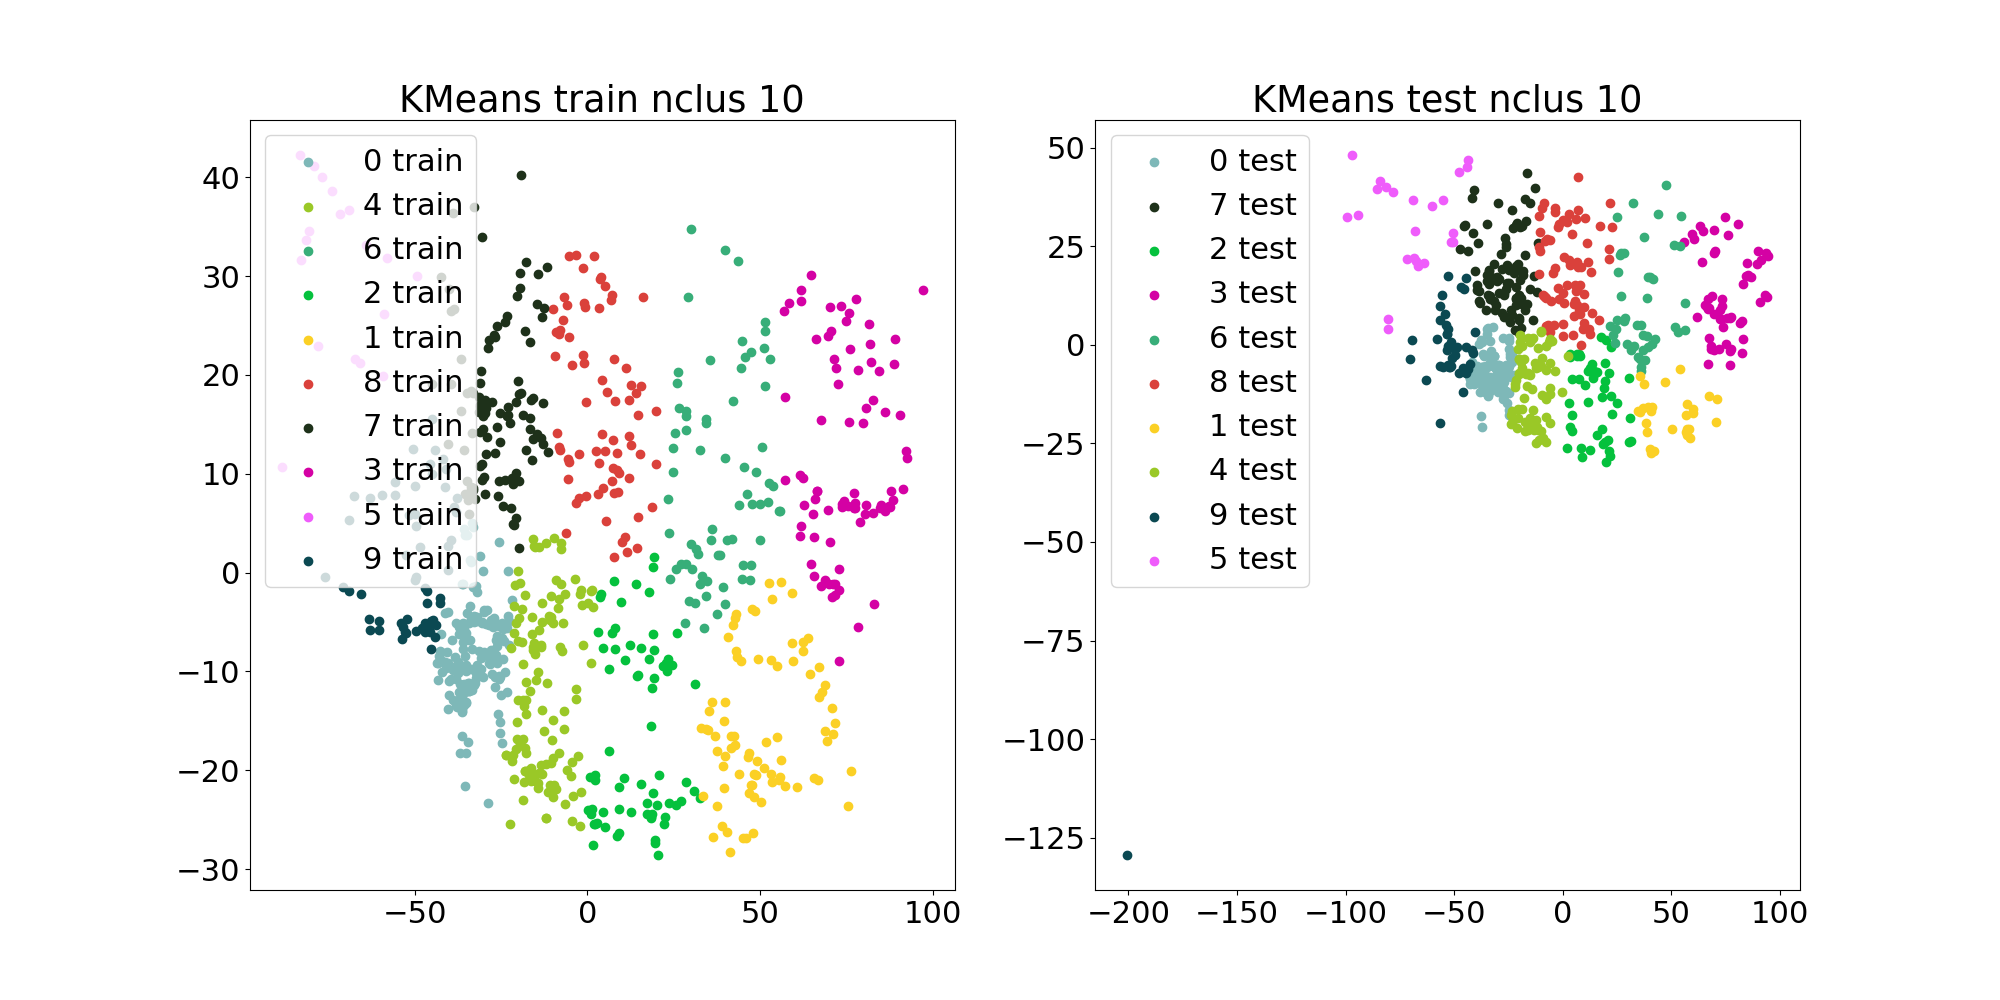 KMeans train nclus 10
40
30
20
10
0
−10
−20
−30
−50
0
50
100
0 train
4 train
6 train
2 train
1 train
8 train
7 train
3 train
5 train
9 train
KMeans test nclus 10
50
25
0
−25
−50
−75
−100
−125
−200
−150
−100
−50
0
50
100
0 test
7 test
2 test
3 test
6 test
8 test
1 test
4 test
9 test
5 test